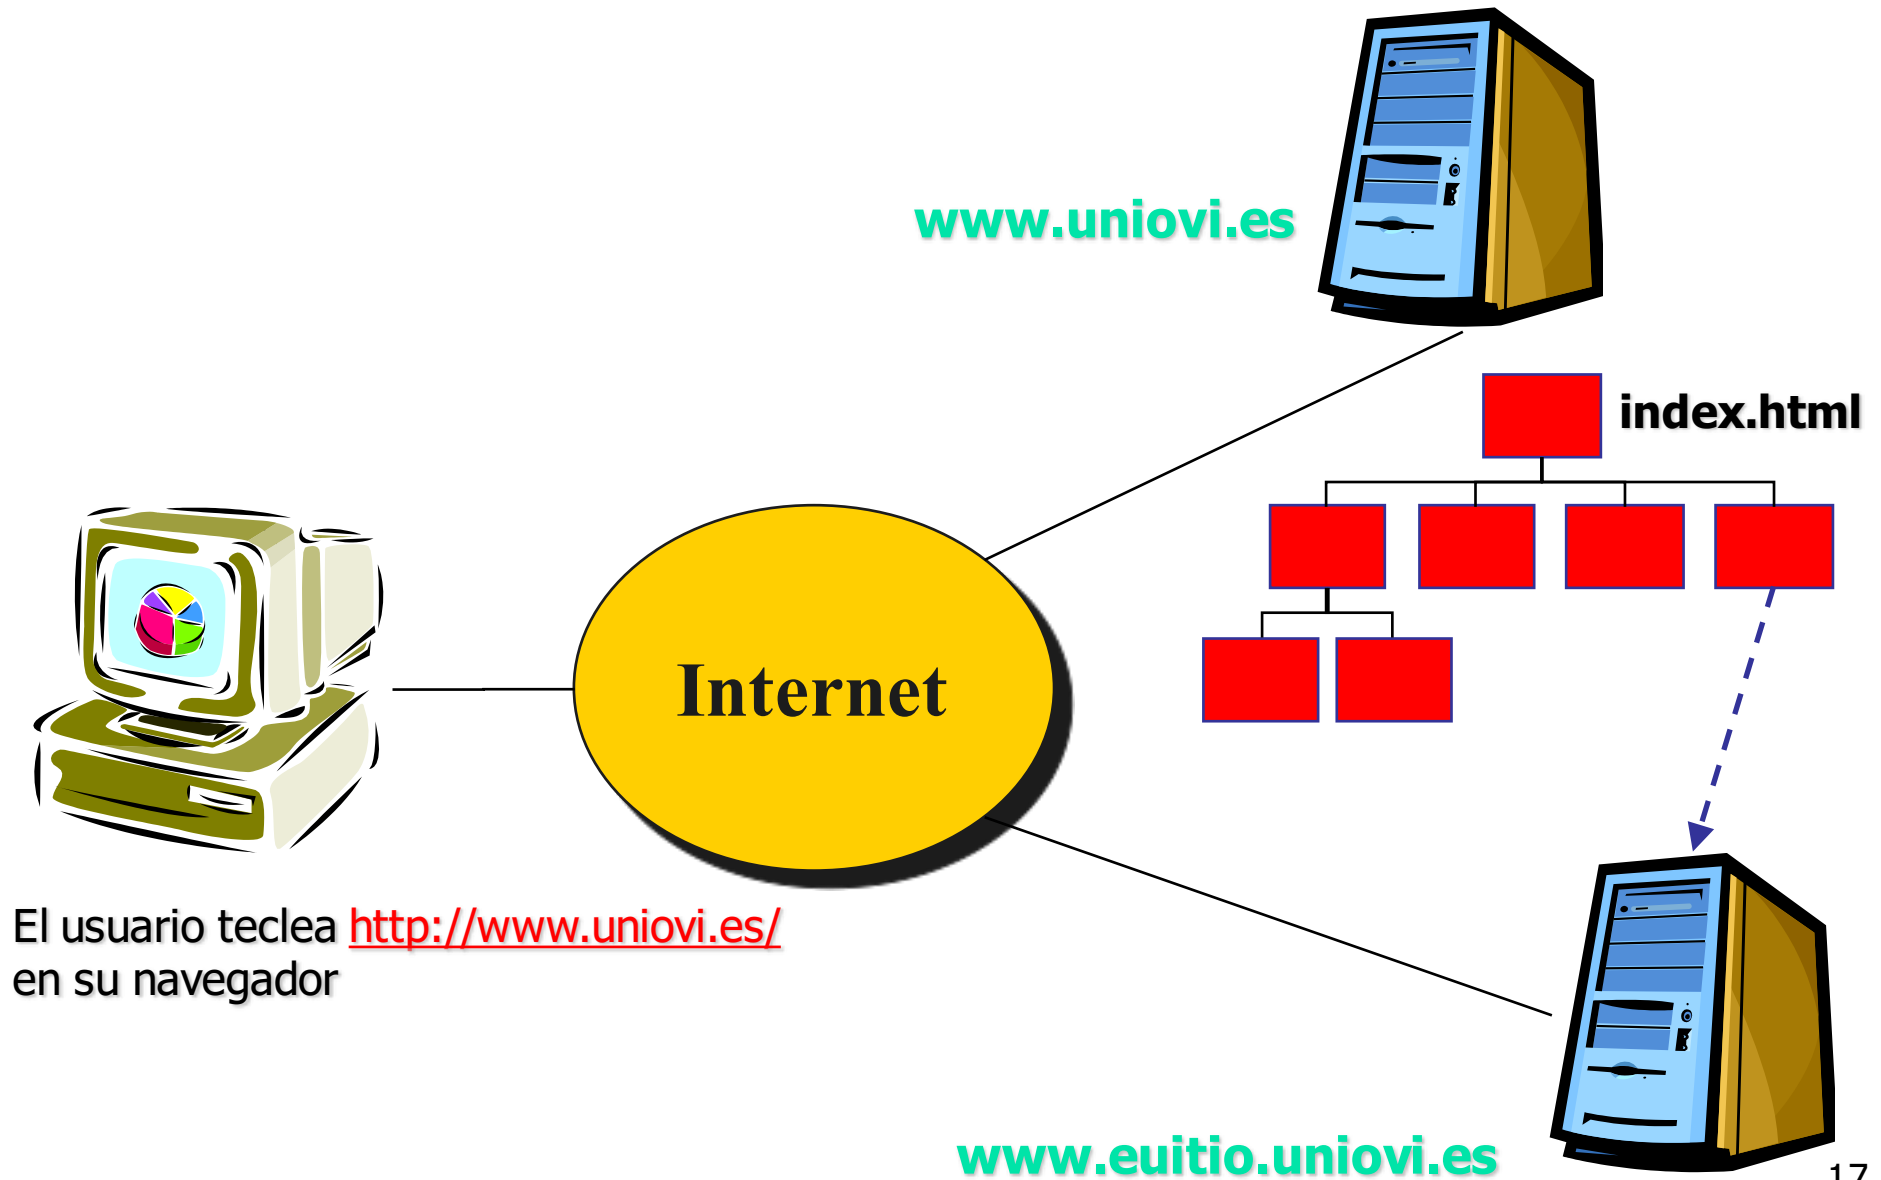 www.uniovi.es
index.html
Internet
El usuario teclea http://www.uniovi.es/
en su navegador
www.euitio.uniovi.es
17